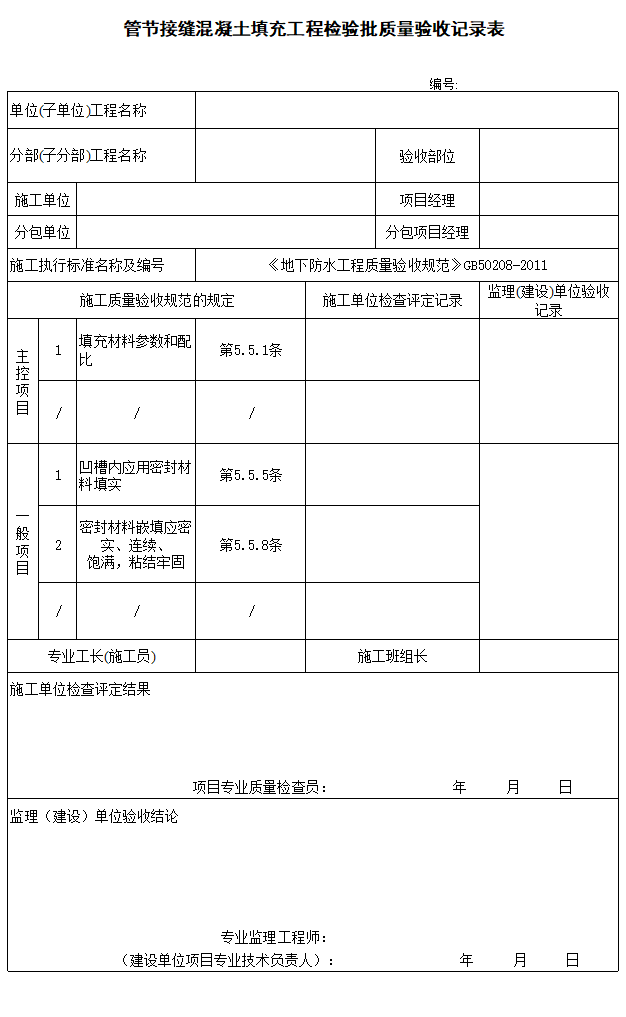 管节接缝混凝土填充工程检验批质量验收记录表
编号:
单位(子单位)工程名称
分部(子分部)工程名称 验收部位
施工单位 项目经理
分包单位 分包项目经理
施工执行标准名称及编号 《地下防水工程质量验收规范》GB50208-2011
施工质量验收规范的规定 施工单位检查评定记录 监理(建设)单位验收
记录
主控项目 1 填充材料参数和配
比 第5.5.1条
/ / /
一般项目 1 凹槽内应用密封材
料填实 第5.5.5条
2 密封材料嵌填应密
实、连续、
饱满，粘结牢固 第5.5.8条
/ / /
专业工长(施工员) 施工班组长
施工单位检查评定结果
项目专业质量检查员： 年 月 日
监理（建设）单位验收结论
专业监理工程师：
（建设单位项目专业技术负责人）： 年 月 日